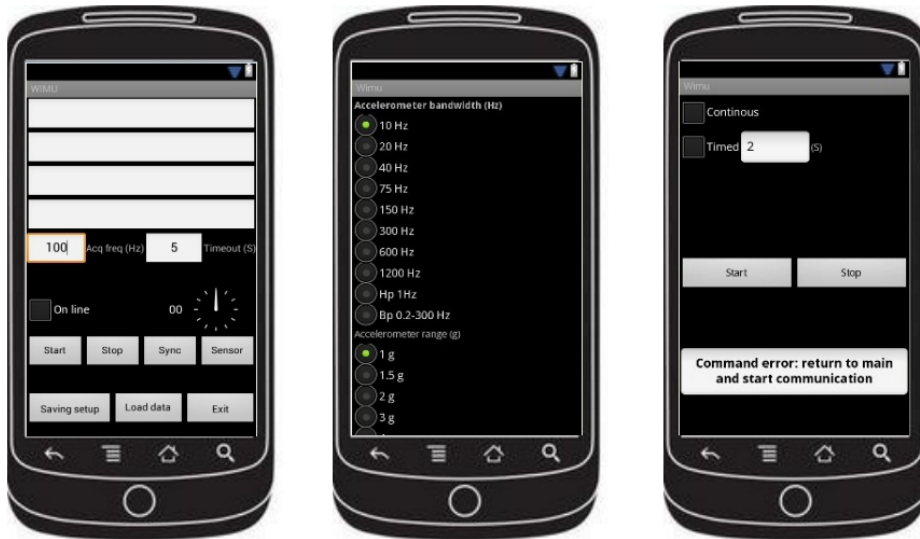 WIMU
100
Acq freq (Hz)
5
Timeout (S)
On line
00
Start
Stop
Sync
Sensor
Saving setup
Load data
Exit
Wimu
Accelerometer bandwidth (Hz)
10 Hz
20 Hz
40 Hz
75 Hz
150 Hz
300 Hz
600 Hz
1200 Hz
Hp 1Hz
Bp 0.2-300 Hz
Accelerometer range (g)
1 g
1.5 g
2 g
3 g
Wimu
Continous
Timed
2
(S)
Start
Stop
Command error: return to main
and start communication